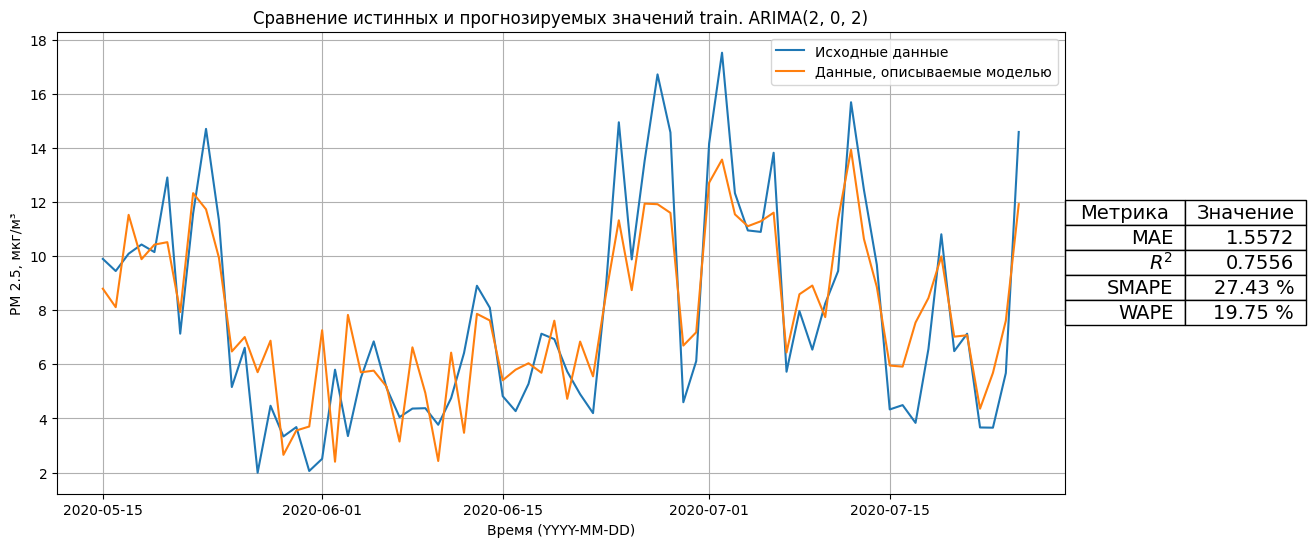 Сравнение истинных и прогнозируемых значений train. ARIMA(2, 0, 2)
Исходные данные
Данные, описываемые моделью
18
16
14
12
10
8
6
4
2
PM 2.5, мкг/м³
2020-05-15 2020-06-01 2020-06-15 2020-07-01 2020-07-15
Время (YYYY-MM-DD)
Метрика Значение
MAE 1.5572
R² 0.7556
SMAPE 27.43 %
WAPE 19.75 %